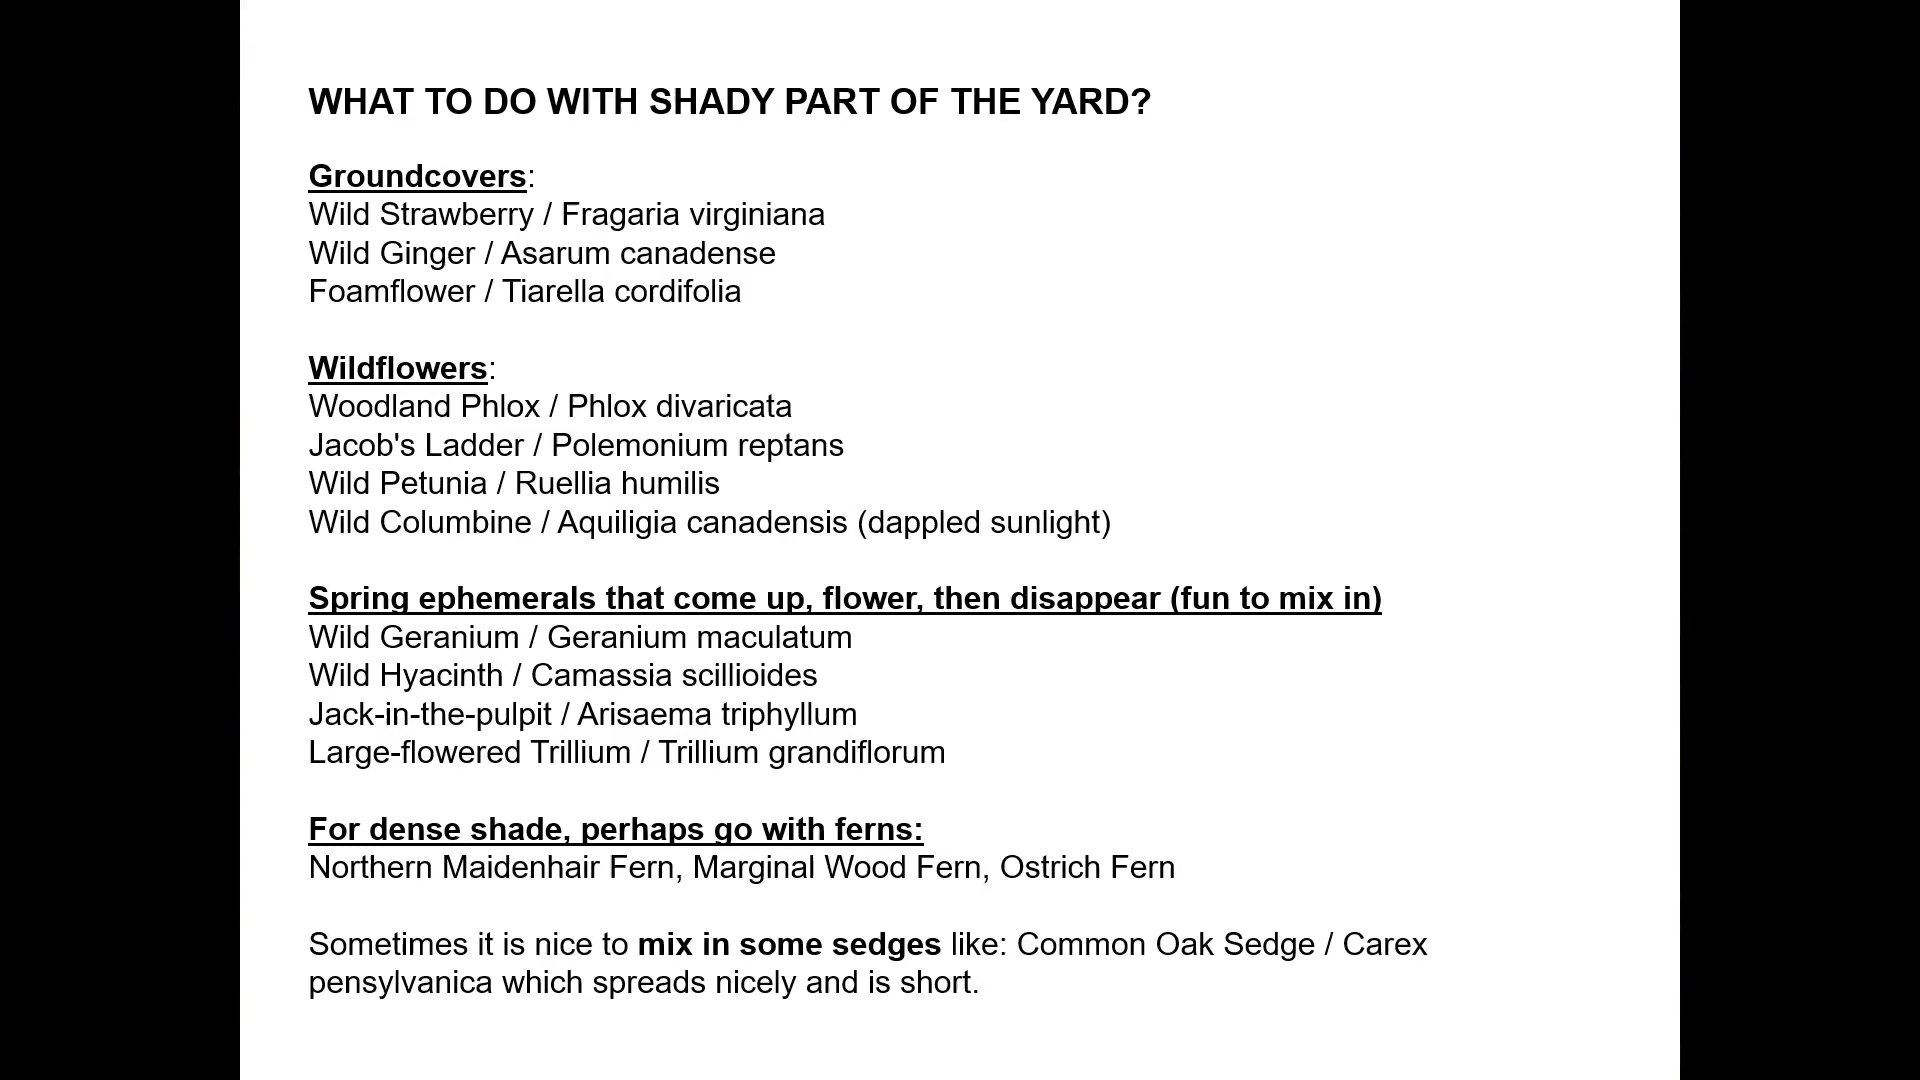 WHAT TO DO WITH SHADY PART OF THE YARD?
Groundcovers:
Wild Strawberry / Fragaria virginiana
Wild Ginger / Asarum canadense
Foamflower / Tiarella cordifolia
Wildflowers:
Woodland Phlox / Phlox divaricata
Jacob's Ladder / Polemonium reptans
Wild Petunia / Ruellia humilis
Wild Columbine / Aquiligia canadensis (dappled sunlight)
Spring ephemerals that come up, flower, then disappear (fun to mix in)
Wild Geranium / Geranium maculatum
Wild Hyacinth / Camassia scillioides
Jack-in-the-pulpit / Arisaema triphyllum
Large-flowered Trillium / Trillium grandiflorum
For dense shade, perhaps go with ferns:
Northern Maidenhair Fern, Marginal Wood Fern, Ostrich Fern
Sometimes it is nice to mix in some sedges like: Common Oak Sedge / Carex
pensylvanica which spreads nicely and is short.